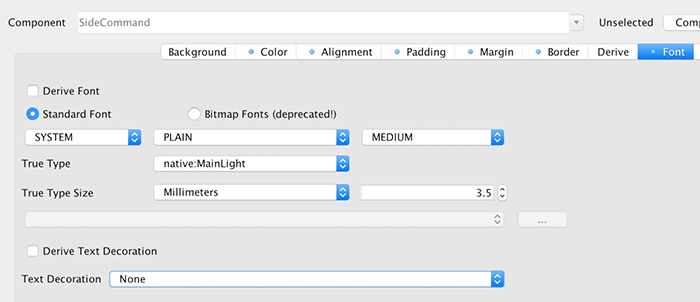 Component SideCommand Unselected
Background Color Alignment Padding Margin Border Derive Font
Derive Font
Standard Font Bitmap Fonts (deprecated!)
SYSTEM PLAIN MEDIUM
True Type native:MainLight
True Type Size Millimeters 3.5
...
Derive Text Decoration
Text Decoration None